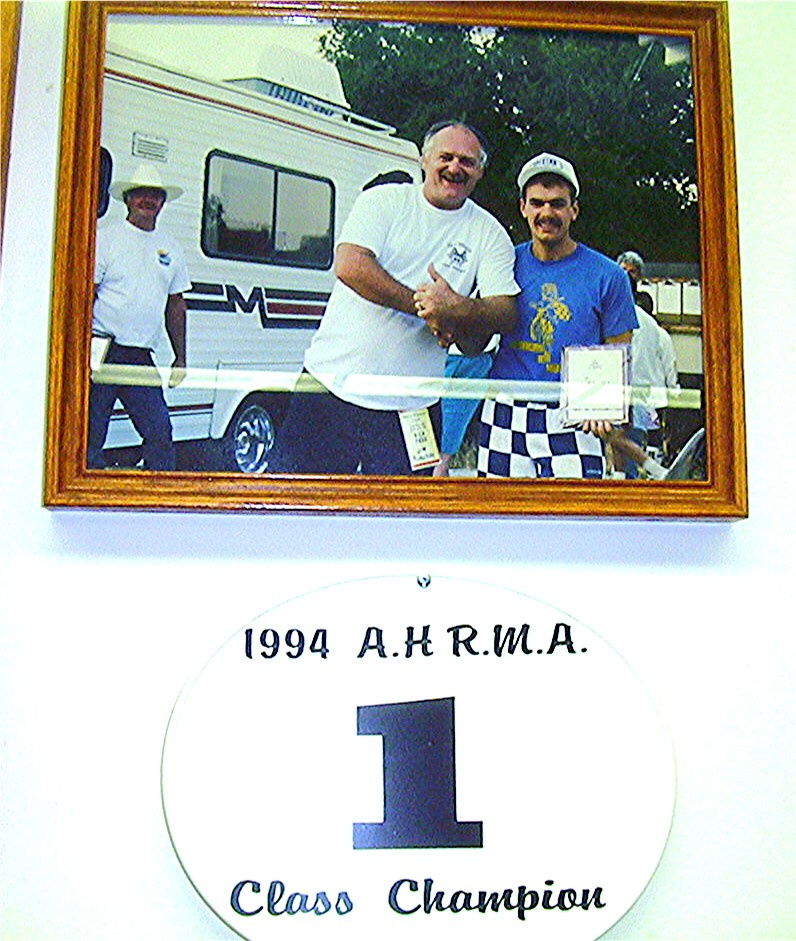 M
1994 A.H R.M.A.
1
Class Champion